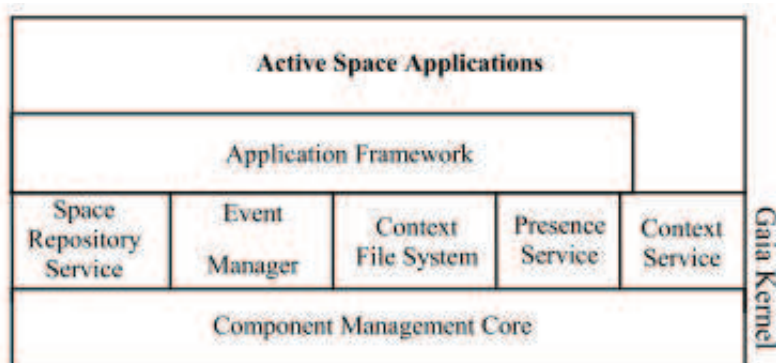 Active Space Applications
Application Framework
Space
Repository
Service
Event
Manager
Context
File System
Presence
Service
Context
Service
Component Management Core
Gaia Kernel